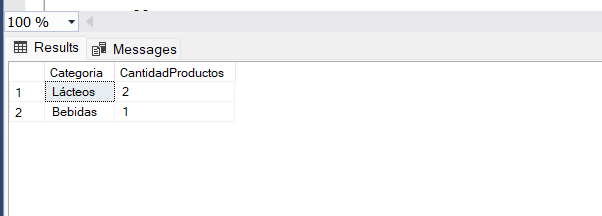 100 %
Results Messages
Categoria CantidadProductos
1 Lácteos 2
2 Bebidas 1